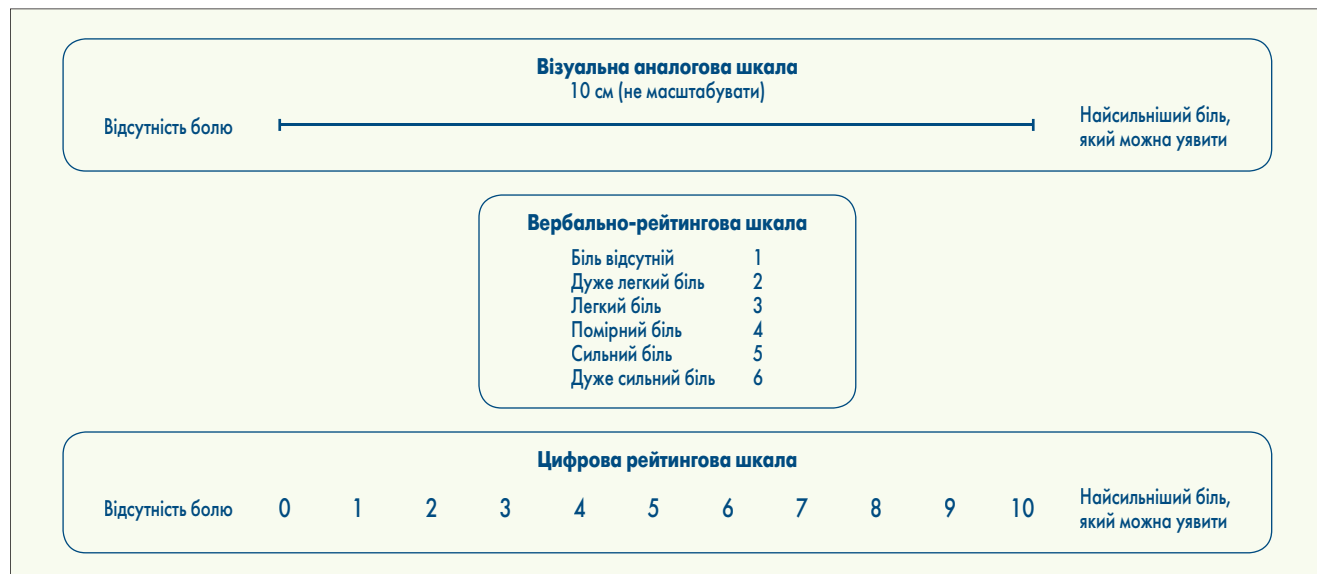 Візуальна аналогова шкала
10 см (не масштабувати)
Відсутність болю
Найсильніший біль,
який можна уявити
Вербально-рейтингова шкала
Біль відсутній 1
Дуже легкий біль 2
Легкий біль 3
Помірний біль 4
Сильний біль 5
Дуже сильний біль 6
Цифрова рейтингова шкала
Відсутність болю 0 1 2 3 4 5 6 7 8 9 10
Найсильніший біль,
який можна уявити